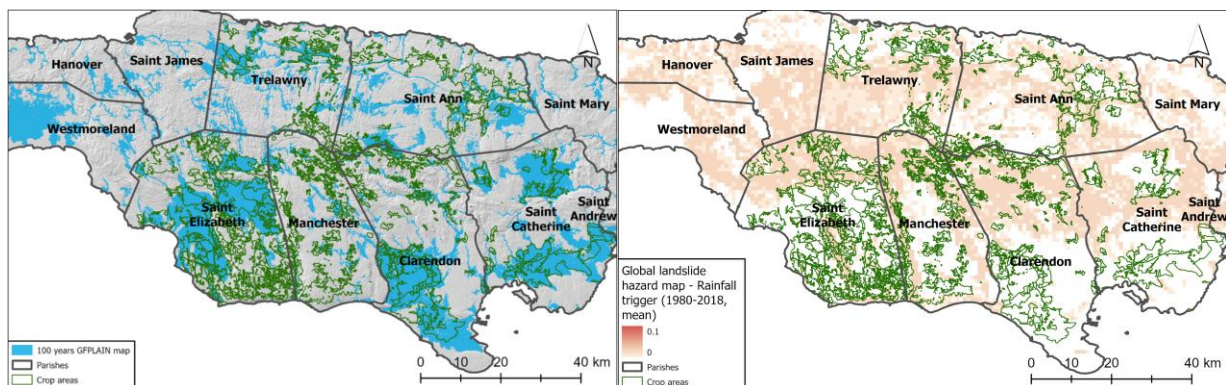 Hanover
Saint James
Trelawny
Saint Ann
Saint Mary
Westmoreland
Saint
Elizabeth
Manchester
Clarendon
Saint
Catherine
Saint
Andrew
N
100 years GFPLAIN map
Parishes
Crop areas
0 10 20 40 km
Hanover
Saint James
Trelawny
Saint Ann
Saint Mary
Westmoreland
Saint
Elizabeth
Manchester
Clarendon
Saint
Catherine
Saint
Andrew
N
Global landslide
hazard map - Rainfall
trigger (1980-2018,
mean)
0.1
0
Parishes
Crop areas
0 10 20 40 km